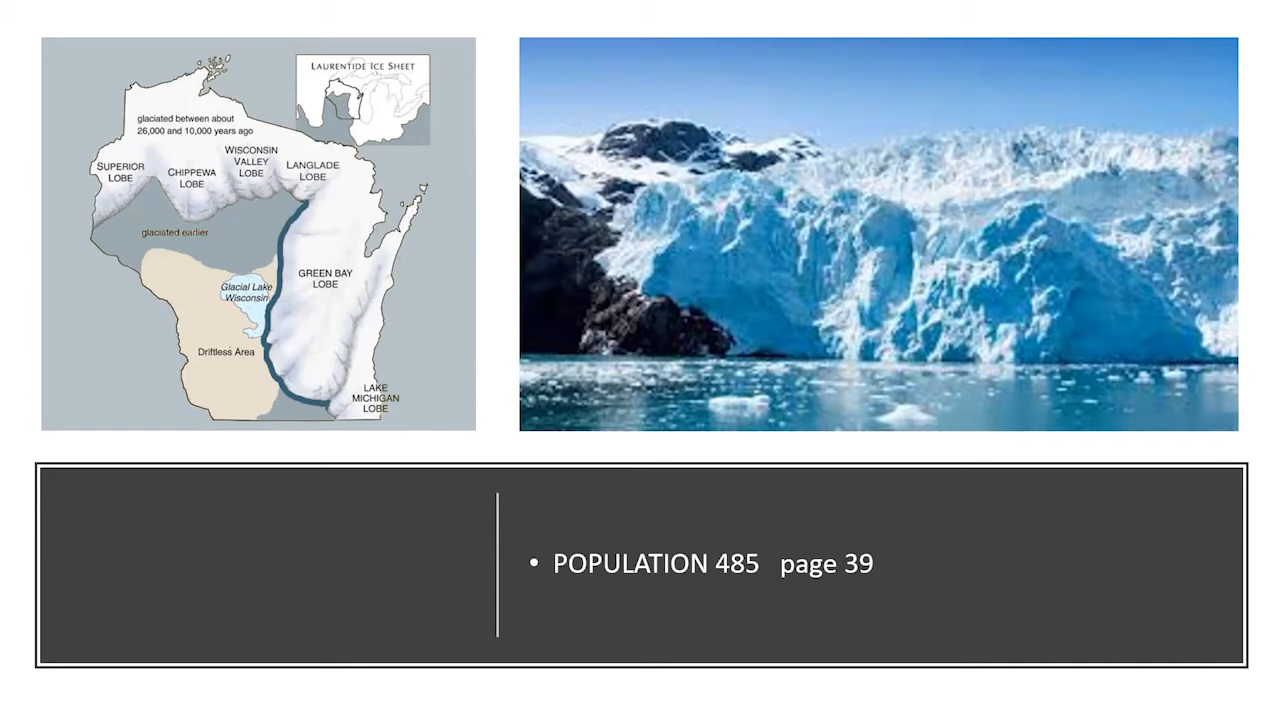 LAURENTIDE ICE SHEET
glaciated between about
26,000 and 10,000 years ago
SUPERIOR
LOBE
CHIPPEWA
LOBE
WISCONSIN
VALLEY
LOBE
LANGLADE
LOBE
glaciated earlier
GREEN BAY
LOBE
Glacial Lake
Wisconsin
Driftless Area
LAKE
MICHIGAN
LOBE
• POPULATION 485 page 39